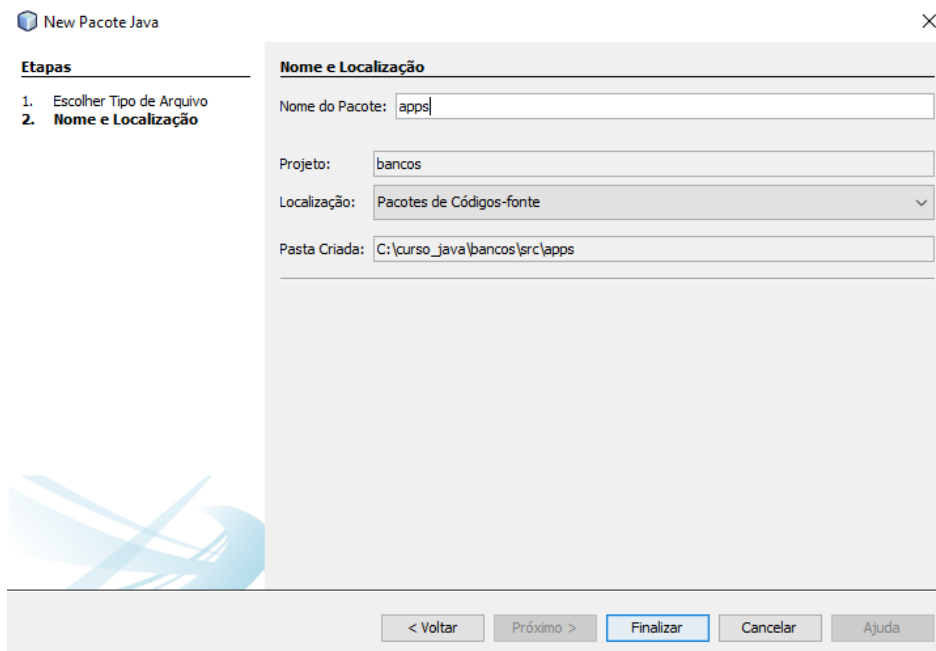 New Pacote Java
Etapas
1. Escolher Tipo de Arquivo
2. Nome e Localização
Nome e Localização
Nome do Pacote: apps
Projeto: bancos
Localização: Pacotes de Códigos-fonte
Pasta Criada: C:\curso_java\bancos\src\apps
< Voltar Próximo > Finalizar Cancelar Ajuda